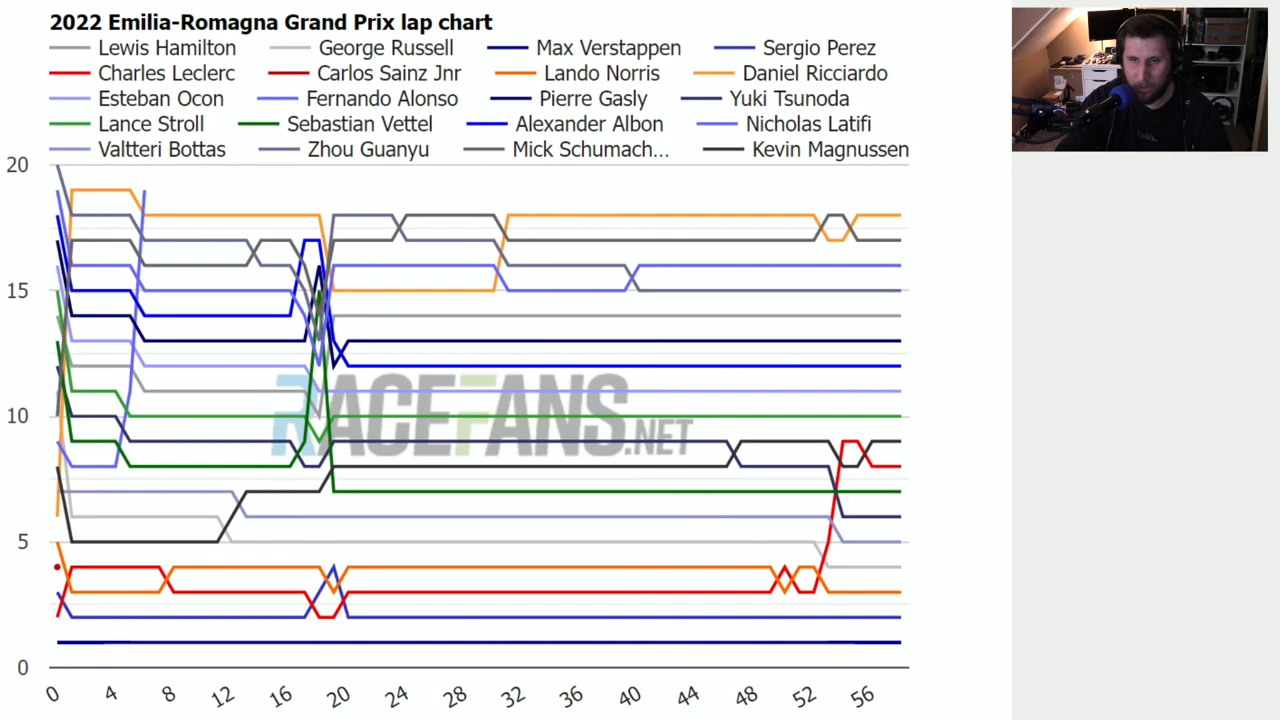 2022 Emilia-Romagna Grand Prix lap chart
Lewis Hamilton George Russell Max Verstappen Sergio Perez
Charles Leclerc Carlos Sainz Jnr Lando Norris Daniel Ricciardo
Esteban Ocon Fernando Alonso Pierre Gasly Yuki Tsunoda
Lance Stroll Sebastian Vettel Alexander Albon Nicholas Latifi
Valtteri Bottas Zhou Guanyu Mick Schumach... Kevin Magnussen
20
15
10
5
0
RACEFANS.NET
0 4 8 12 16 20 24 28 32 36 40 44 48 52 56